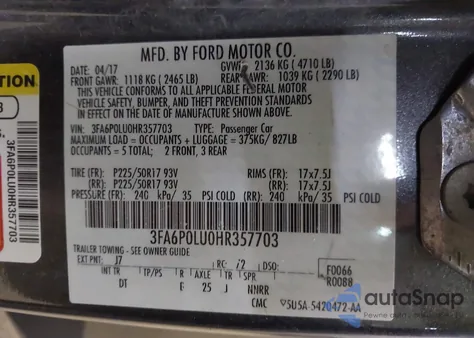 MFD. BY FORD MOTOR CO.
DATE: 04/17 GVWR: 2136 KG ( 4710 LB)
FRONT GAWR: 1118 KG ( 2465 LB) REAR GAWR: 1039 KG ( 2290 LB)
THIS VEHICLE CONFORMS TO ALL APPLICABLE FEDERAL MOTOR
VEHICLE SAFETY, BUMPER, AND THEFT PREVENTION STANDARDS
IN EFFECT ON THE DATE OF MANUFACTURE SHOWN ABOVE.
VIN: 3FA6P0LU0HR357703 TYPE: Passenger Car
MAXIMUM LOAD = OCCUPANTS + LUGGAGE = 375KG/ 827LB
OCCUPANTS = 5 TOTAL; 2 FRONT, 3 REAR
TIRE (FR): P225/50R17 93V RIMS (FR): 17x7.5J
(RR): P225/50R17 93V (RR): 17x7.5J
PRESSURE (FR): 240 kPa/ 35 PSI COLD (RR): 240 kPa/ 35 PSI COLD
3FA6P0LU0HR357703
TRAILER TOWING - SEE OWNER GUIDE
EXT PNT: J7 RC: 72 DSO: F0066
R0088
INT TR TP/PS R AXLE TR SPR
DT F 25 J NNRR
CMC 5U5A-5420472-AA
TION
3FA6P0LU0HR357703
autoSnap